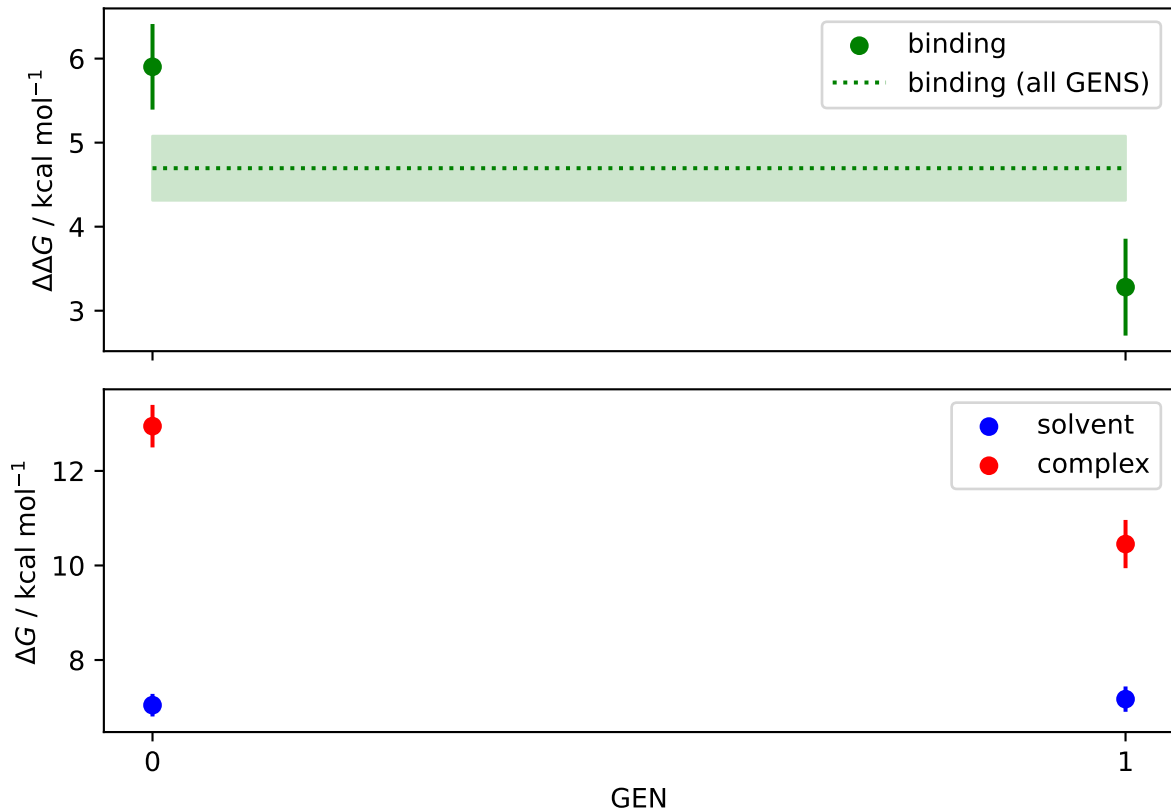 ΔΔG / kcal mol⁻¹
6
5
4
3
binding
binding (all GENS)
ΔG / kcal mol⁻¹
12
10
8
solvent
complex
0
1
GEN